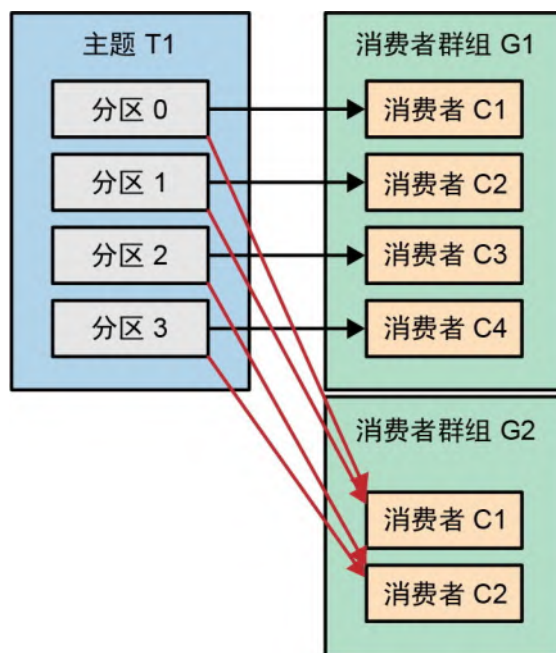 主题 T1
分区 0
分区 1
分区 2
分区 3
消费者群组 G1
消费者 C1
消费者 C2
消费者 C3
消费者 C4
消费者群组 G2
消费者 C1
消费者 C2